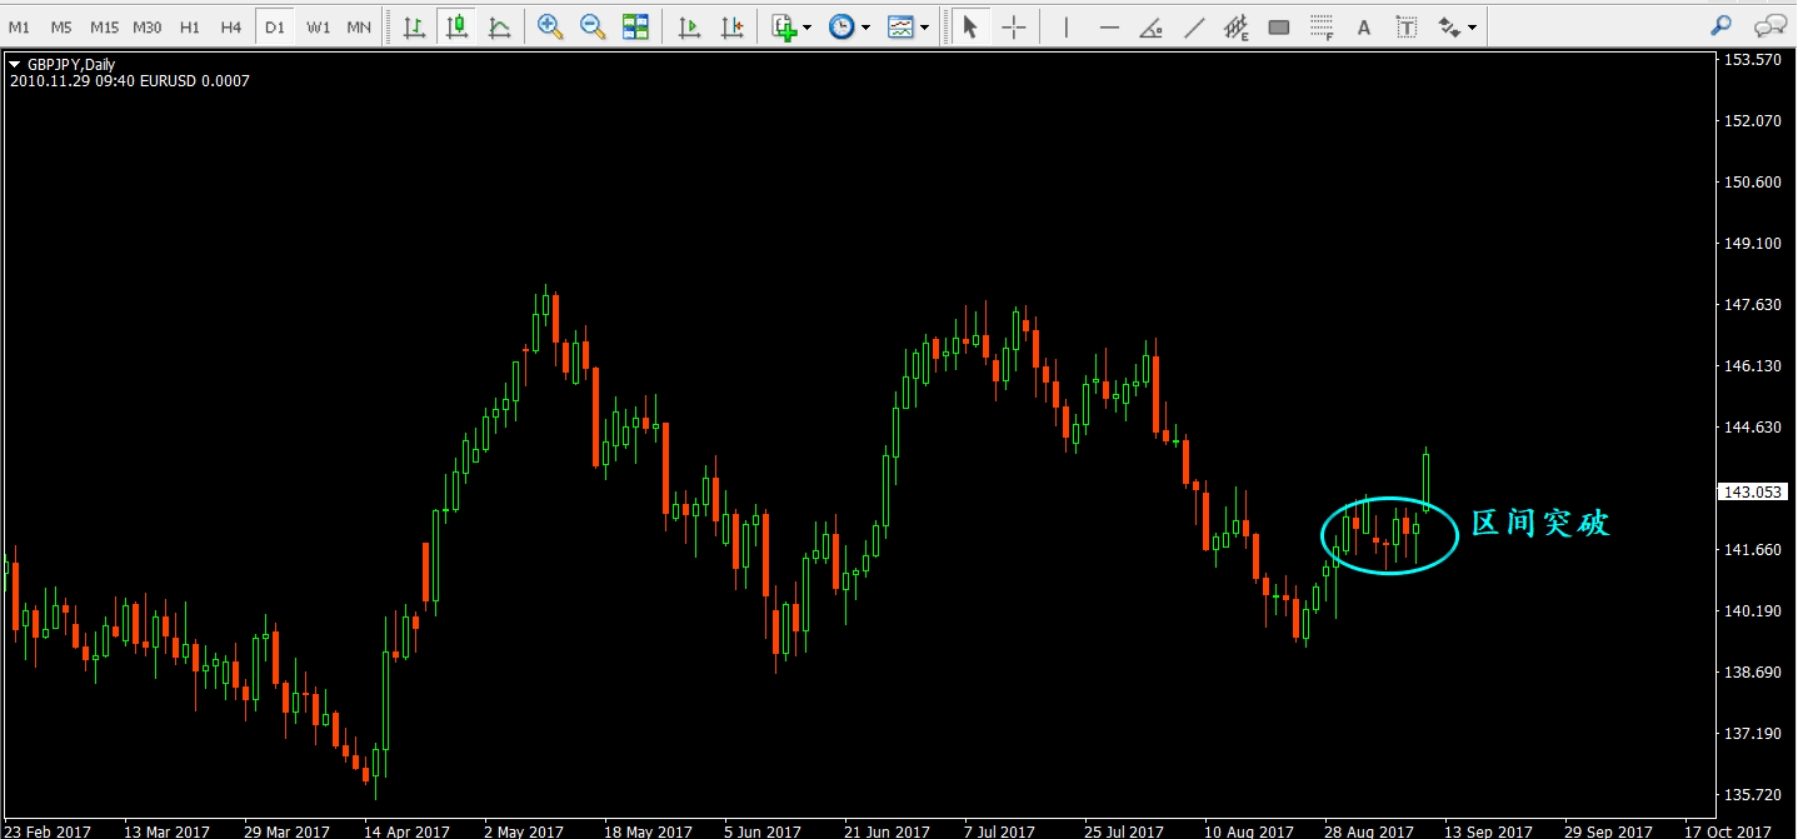 M1 M5 M15 M30 H1 H4 D1 W1 MN E F A T
GBPJPY,Daily
2010.11.29 09:40 EURUSD 0.0007
153.570
152.070
150.600
149.100
147.630
146.130
144.630
143.053
区间突破
141.660
140.190
138.690
137.190
135.720
23 Feb 2017 13 Mar 2017 29 Mar 2017 14 Apr 2017 2 May 2017 18 May 2017 5 Jun 2017 21 Jun 2017 7 Jul 2017 25 Jul 2017 10 Aug 2017 28 Aug 2017 13 Sep 2017 29 Sep 2017 17 Oct 2017